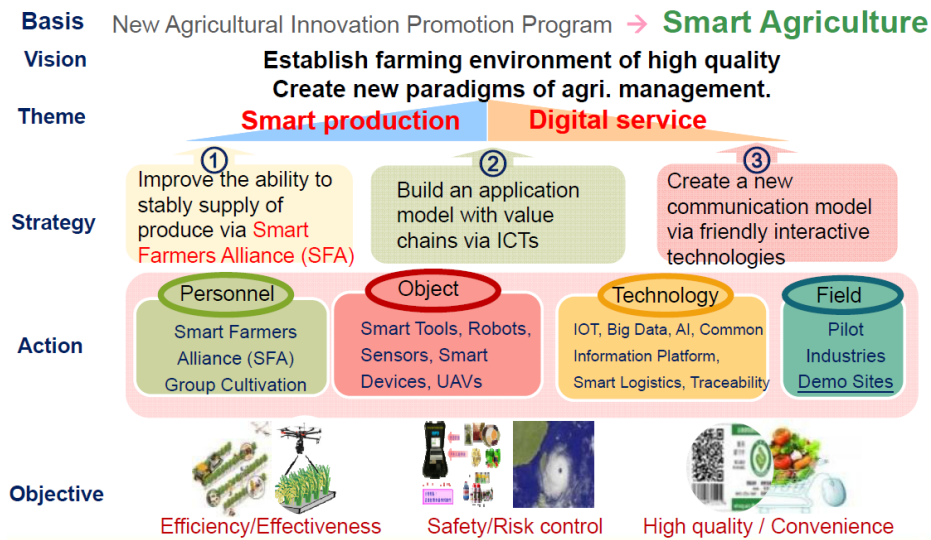 Basis New Agricultural Innovation Promotion Program → Smart Agriculture
Vision
Establish farming environment of high quality
Create new paradigms of agri. management.
Theme
Smart production
Digital service
Strategy
1
Improve the ability to
stably supply of
produce via Smart
Farmers Alliance (SFA)
2
Build an application
model with value
chains via ICTs
3
Create a new
communication model
via friendly interactive
technologies
Action
Personnel
Smart Farmers
Alliance (SFA)
Group Cultivation
Object
Smart Tools, Robots,
Sensors, Smart
Devices, UAVs
Technology
IOT, Big Data, AI, Common
Information Platform,
Smart Logistics, Traceability
Field
Pilot
Industries
Demo Sites
Objective
Efficiency/Effectiveness
Safety/Risk control
High quality / Convenience